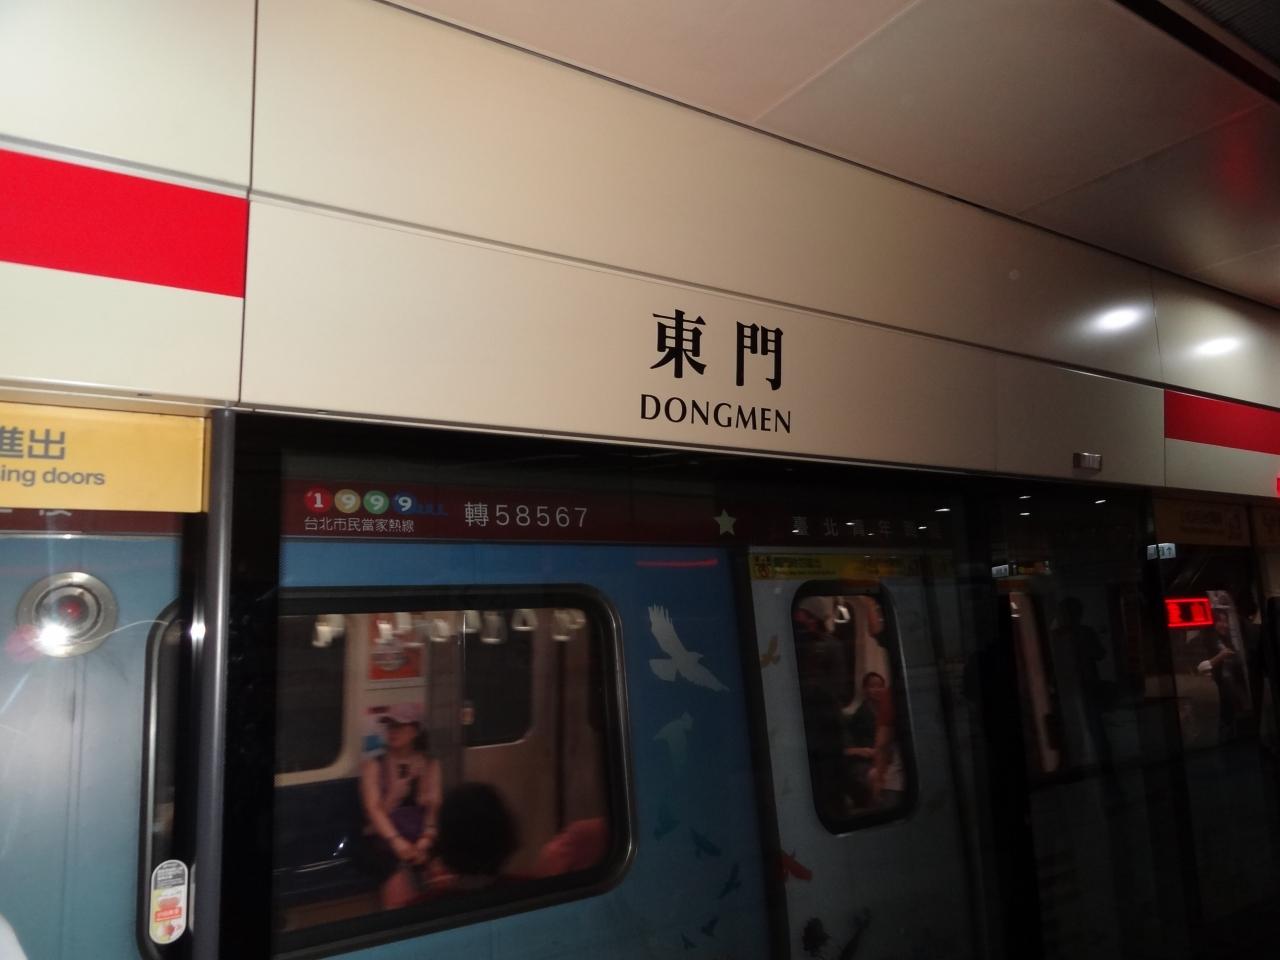 東門
DONGMEN
進出
ing doors
1999
轉58567
台北市民當家熱線